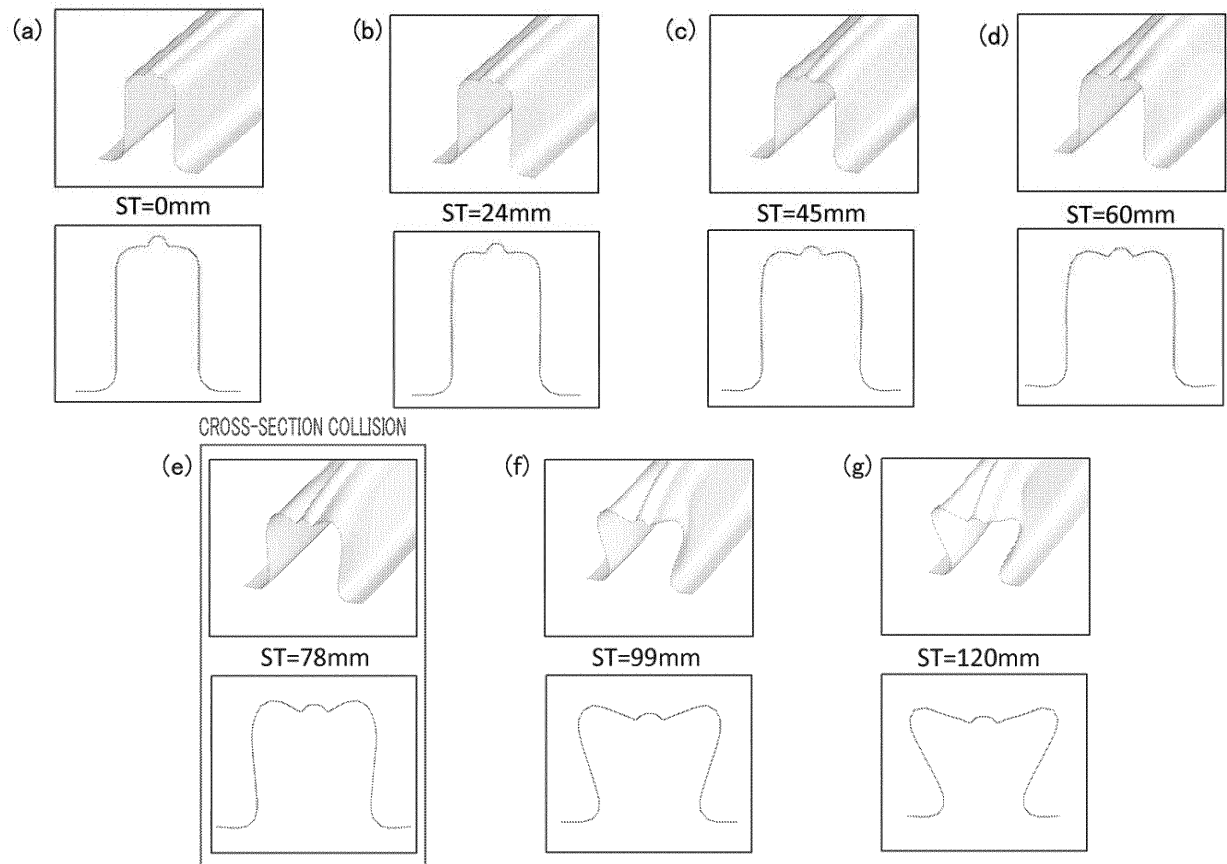 (a)
(b)
(c)
(d)
ST=0mm
ST=24mm
ST=45mm
ST=60mm
CROSS-SECTION COLLISION
(e)
(f)
(g)
ST=78mm
ST=99mm
ST=120mm